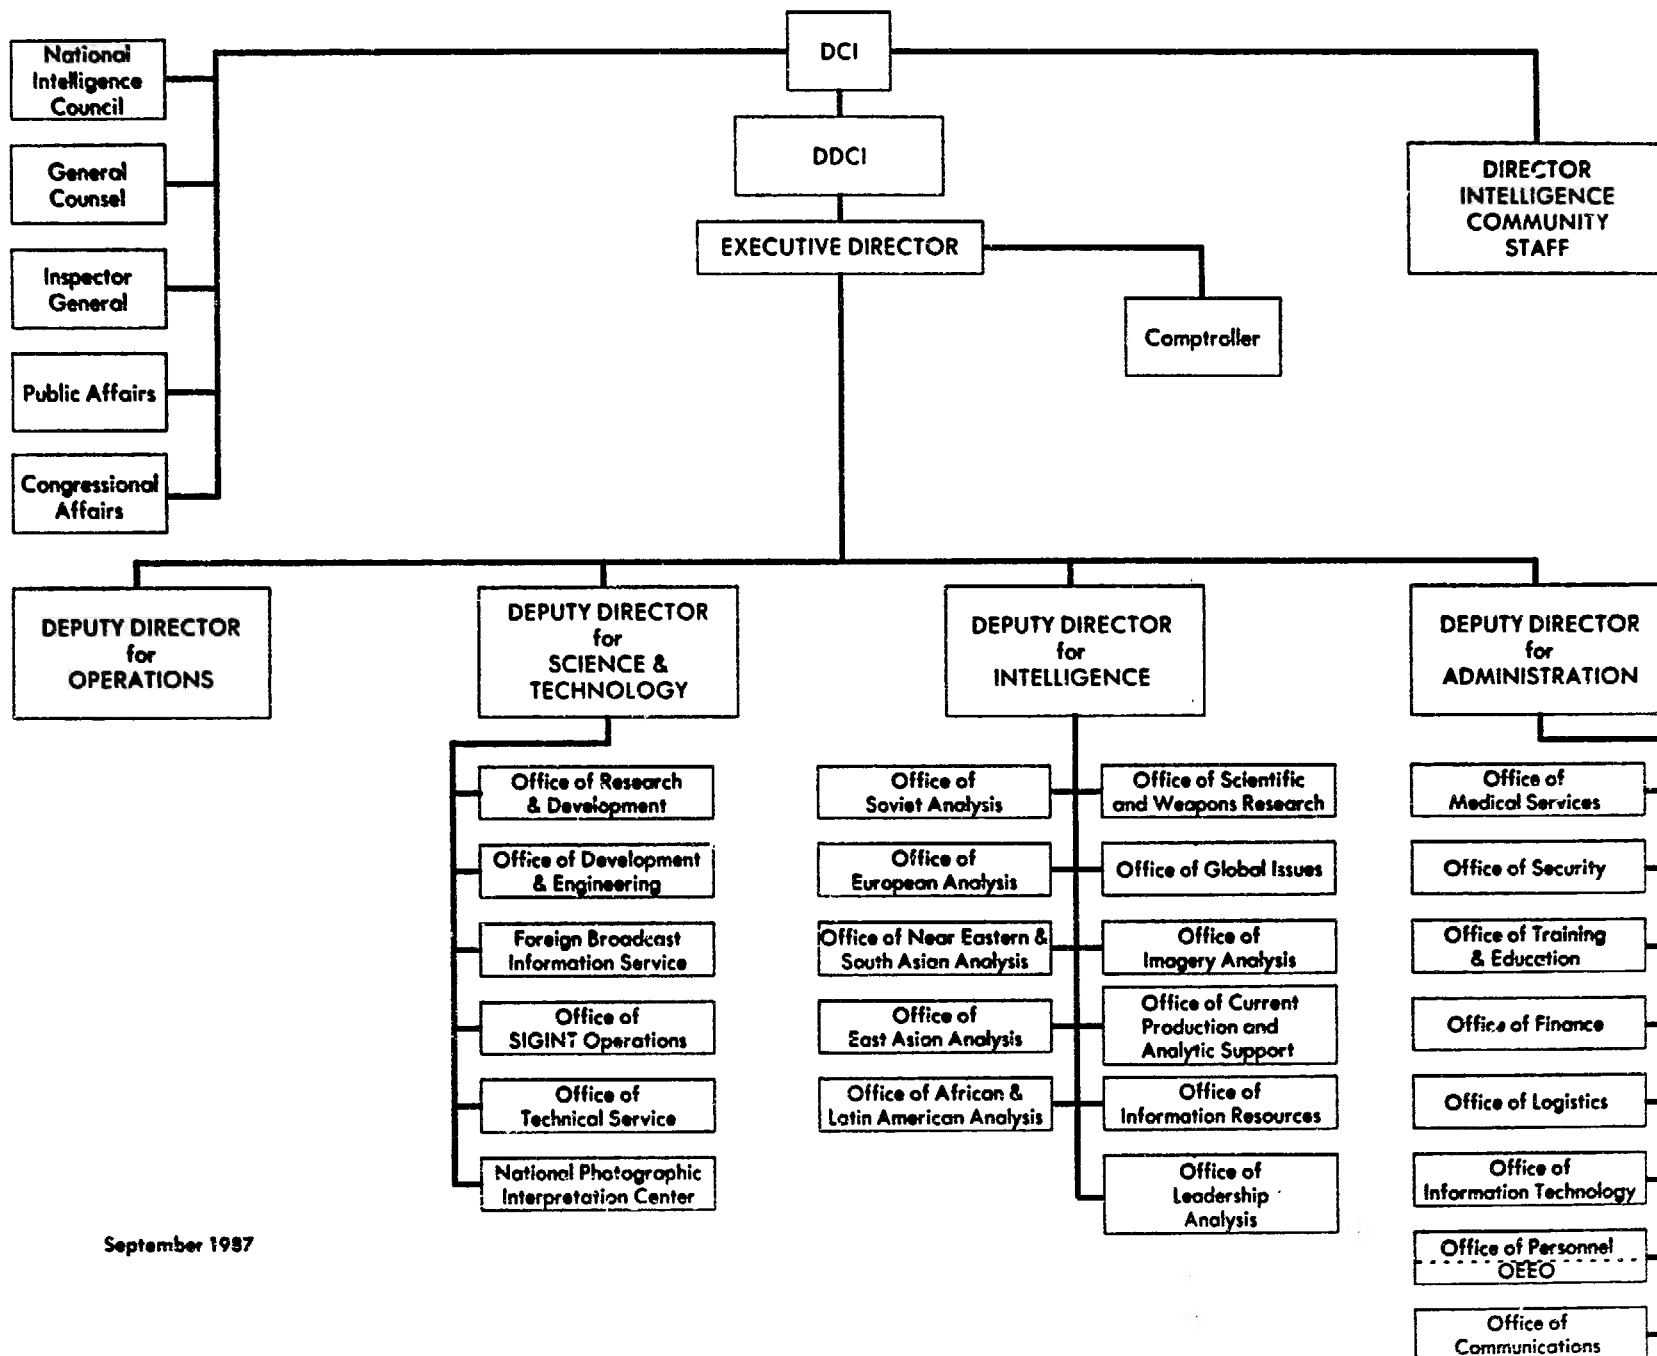 DCI
National
Intelligence
Council
DDCI
DIRECTOR
INTELLIGENCE
COMMUNITY
STAFF
General
Counsel
EXECUTIVE DIRECTOR
Inspector
General
Comptroller
Public Affairs
Congressional
Affairs
DEPUTY DIRECTOR
for
OPERATIONS
DEPUTY DIRECTOR
for
SCIENCE &
TECHNOLOGY
DEPUTY DIRECTOR
for
INTELLIGENCE
DEPUTY DIRECTOR
for
ADMINISTRATION
Office of Research
& Development
Office of Development
& Engineering
Foreign Broadcast
Information Service
Office of
SIGINT Operations
Office of
Technical Service
National Photographic
Interpretation Center
Office of
Soviet Analysis
Office of
European Analysis
Office of Near Eastern &
South Asian Analysis
Office of
East Asian Analysis
Office of African &
Latin American Analysis
Office of Scientific
and Weapons Research
Office of Global Issues
Office of
Imagery Analysis
Office of Current
Production and
Analytic Support
Office of
Information Resources
Office of
Leadership
Analysis
Office of
Medical Services
Office of Security
Office of Training
& Education
Office of Finance
Office of Logistics
Office of
Information Technology
Office of Personnel
OEEO
Office of
Communications
September 1987